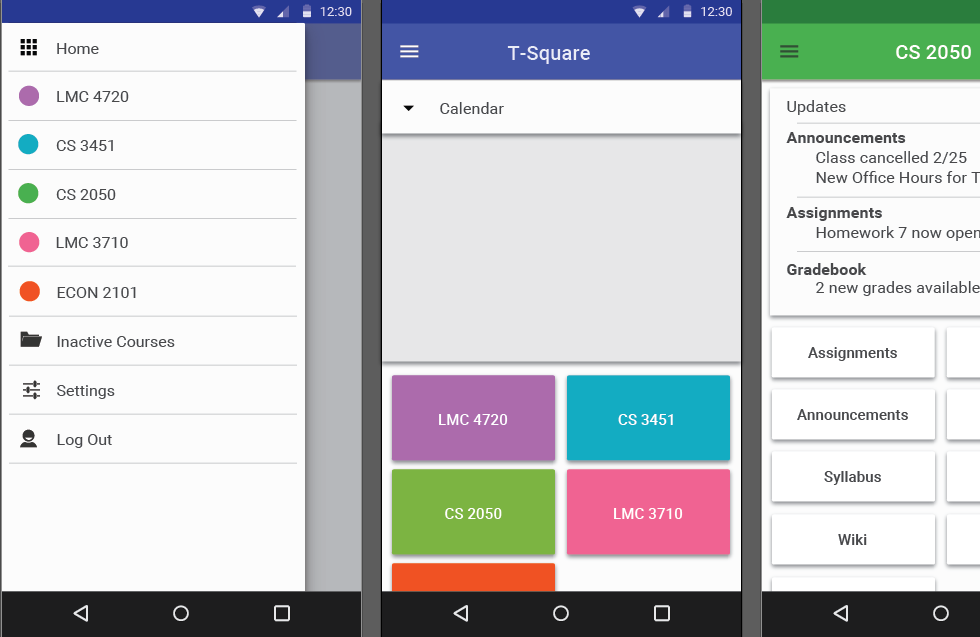 12:30
Home
LMC 4720
CS 3451
CS 2050
LMC 3710
ECON 2101
Inactive Courses
Settings
Log Out
12:30
T-Square
Calendar
LMC 4720
CS 3451
CS 2050
LMC 3710
CS 2050
Updates
Announcements
Class cancelled 2/25
New Office Hours for T
Assignments
Homework 7 now open
Gradebook
2 new grades available
Assignments
Announcements
Syllabus
Wiki